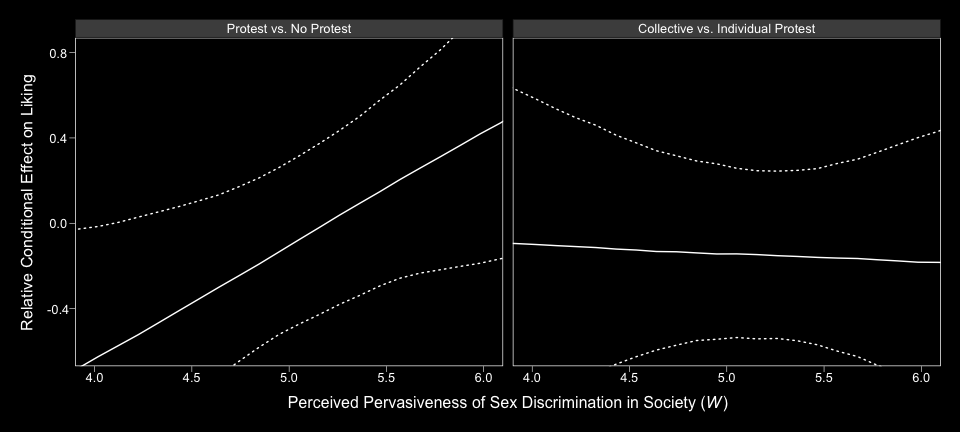 Protest vs. No Protest
Collective vs. Individual Protest
Relative Conditional Effect on Liking
0.8
0.4
0.0
-0.4
4.0 4.5 5.0 5.5 6.0
4.0 4.5 5.0 5.5 6.0
Perceived Pervasiveness of Sex Discrimination in Society (W)